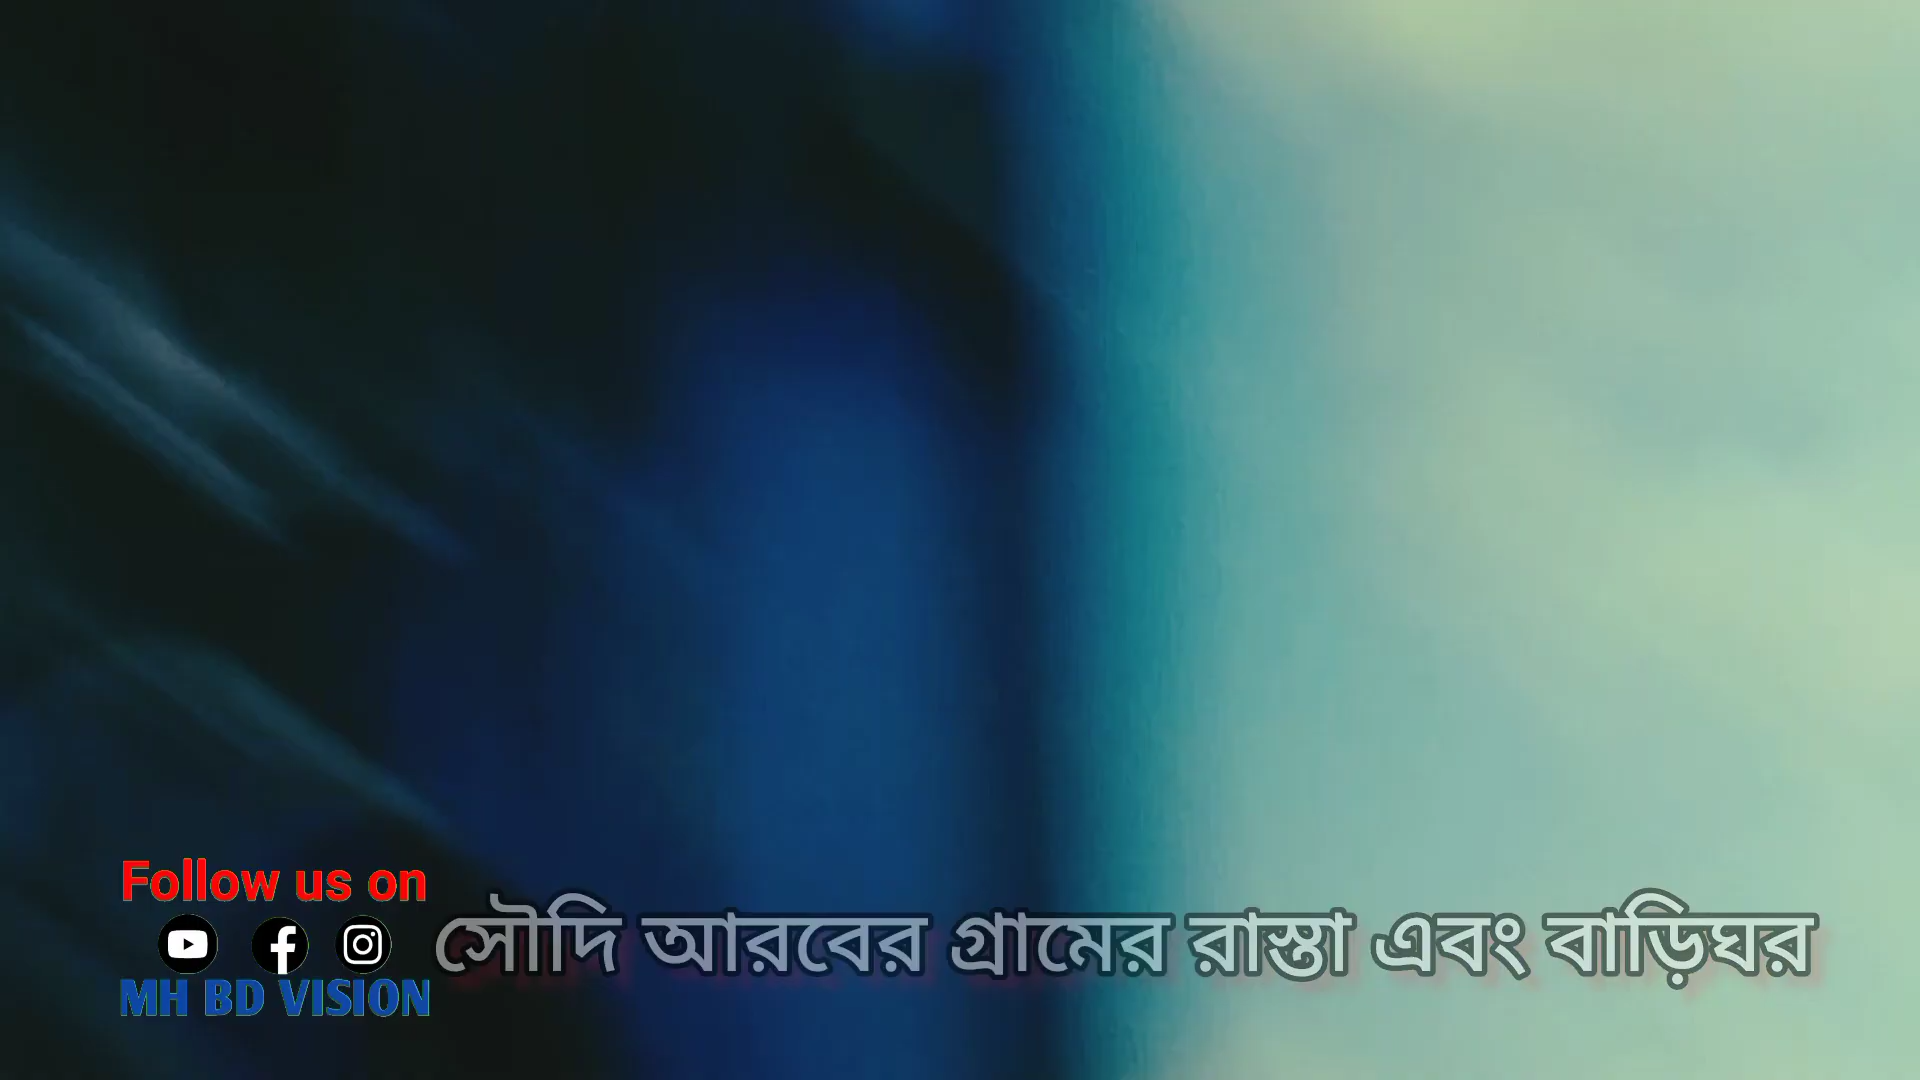 Follow us on
MH BD VISION
সৌদি আরবের গ্রামের রাস্তা এবং বাড়িঘর